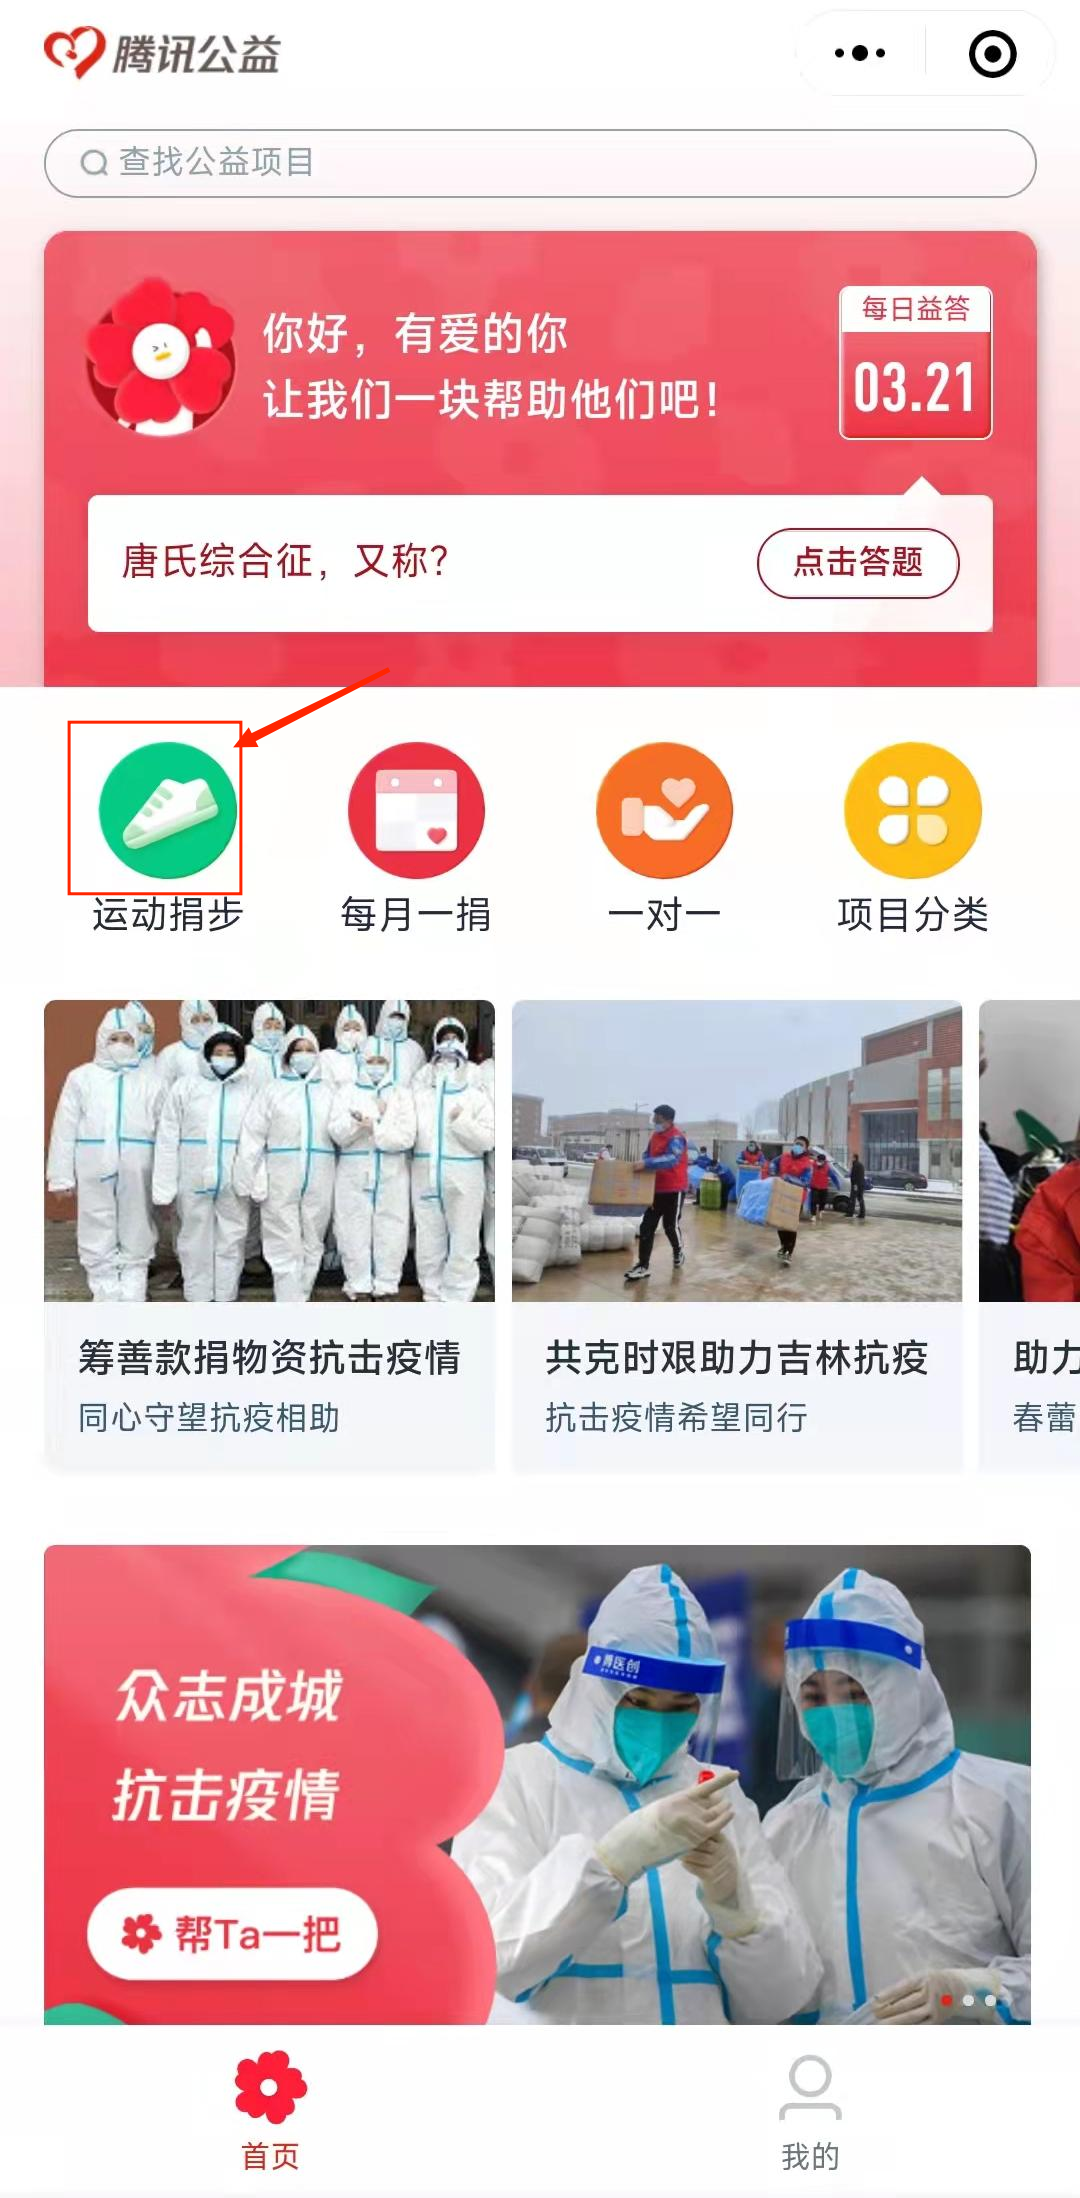 腾讯公益
查找公益项目
你好，有爱的你
让我们一块帮助他们吧！
每日益答
03.21
唐氏综合征，又称？
点击答题
运动捐步
每月一捐
一对一
项目分类
筹善款捐物资抗击疫情
同心守望抗疫相助
共克时艰助力吉林抗疫
抗击疫情希望同行
助力
春蕾
众志成城
抗击疫情
帮Ta一把
首页
我的